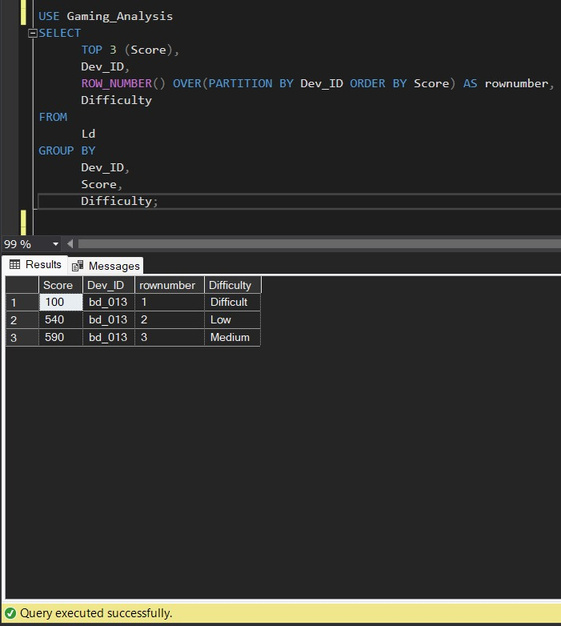 USE Gaming_Analysis
SELECT
TOP 3 (Score),
Dev_ID,
ROW_NUMBER() OVER(PARTITION BY Dev_ID ORDER BY Score) AS rownumber,
Difficulty
FROM
Ld
GROUP BY
Dev_ID,
Score,
Difficulty;
99 %
Results Messages
Score Dev_ID rownumber Difficulty
1 100 bd_013 1 Difficult
2 540 bd_013 2 Low
3 590 bd_013 3 Medium
Query executed successfully.